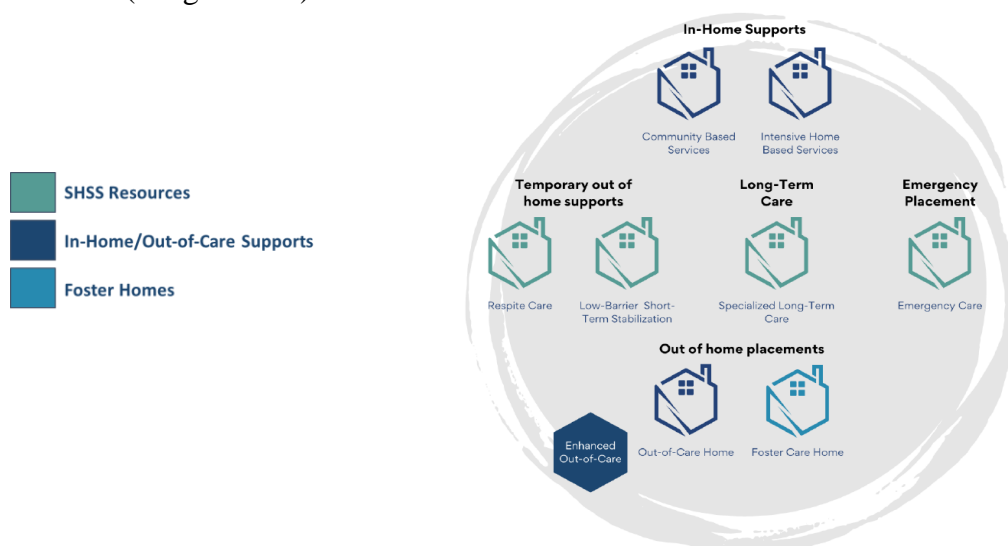 In-Home Supports
Community Based
Services
Intensive Home
Based Services
SHSS Resources
In-Home/Out-of-Care Supports
Foster Homes
Temporary out of
home supports
Long-Term
Care
Emergency
Placement
Respite Care
Low-Barrier Short-
Term Stabilization
Specialized Long-Term
Care
Emergency Care
Out of home placements
Enhanced
Out-of-Care
Out-of-Care Home
Foster Care Home